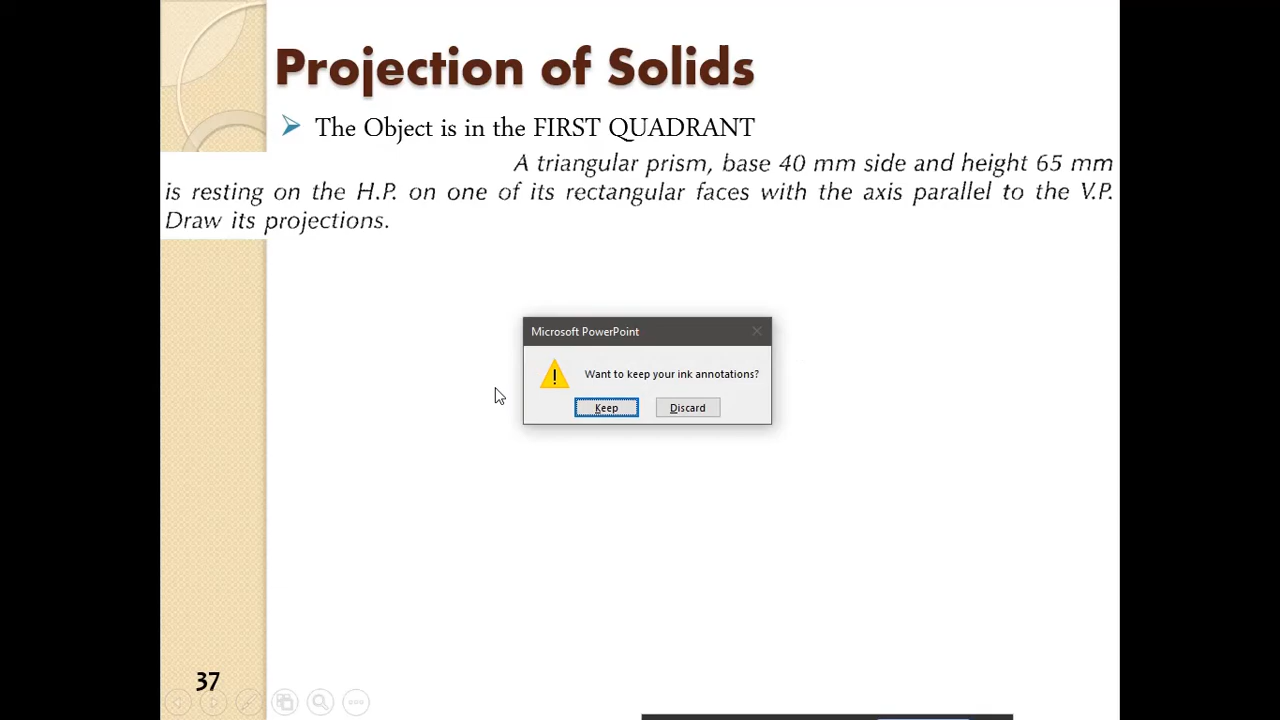 Projection of Solids
The Object is in the FIRST QUADRANT
A triangular prism, base 40 mm side and height 65 mm
is resting on the H.P. on one of its rectangular faces with the axis parallel to the V.P.
Draw its projections.
Microsoft PowerPoint
Want to keep your ink annotations?
Keep Discard
37